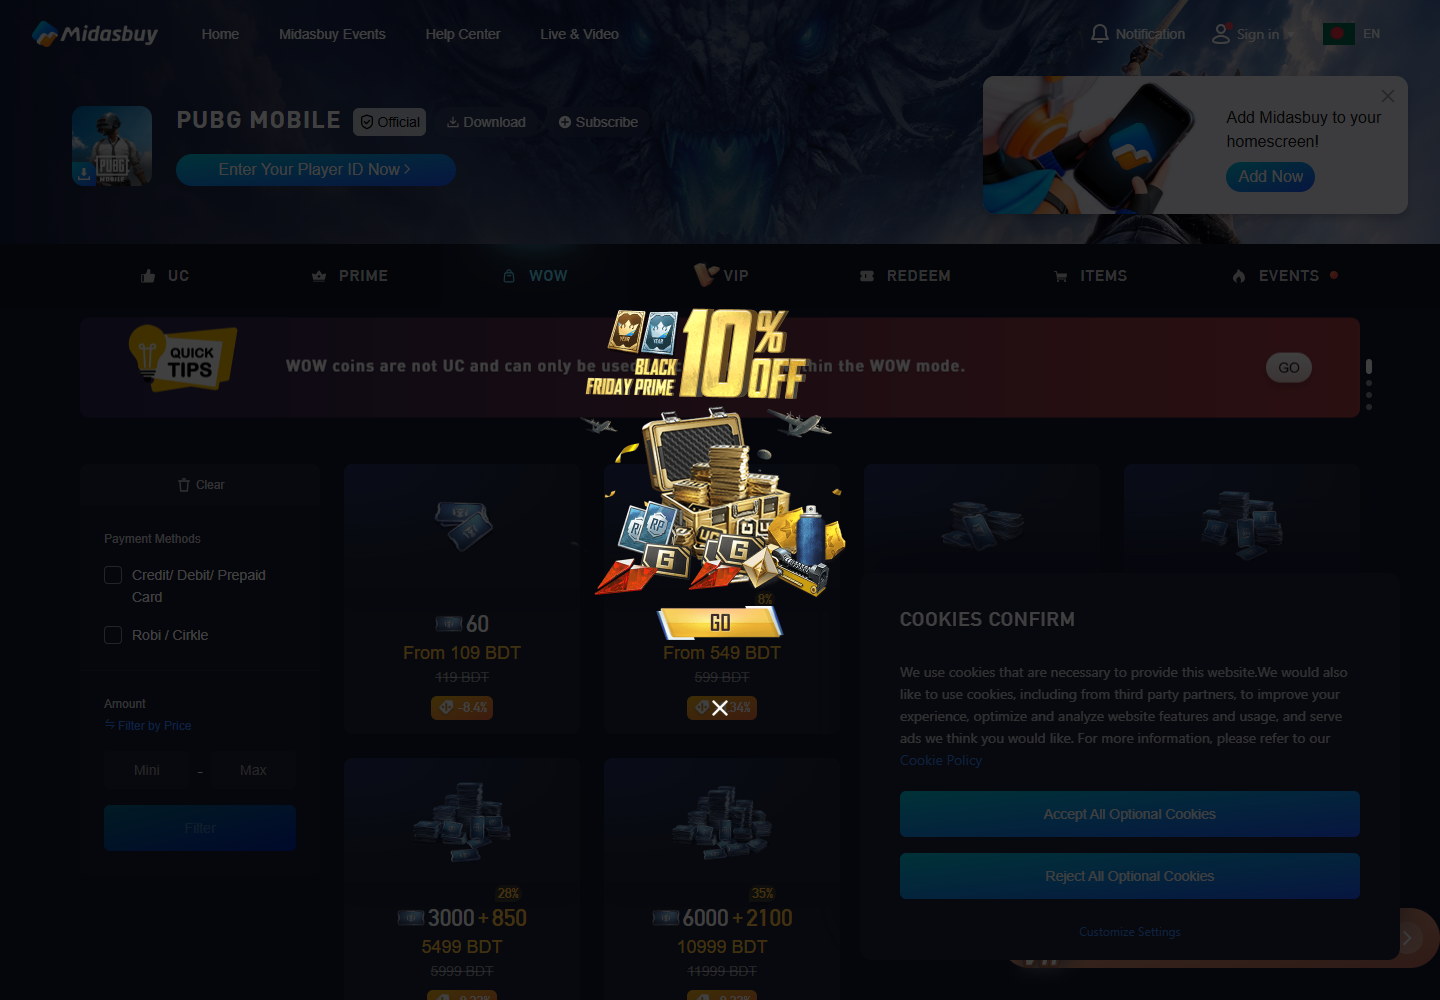 Midasbuy
Home
Midasbuy Events
Help Center
Live & Video
Notification
Sign in
EN
PUBG MOBILE
Official
Download
Subscribe
PUBG
MOBILE
Enter Your Player ID Now
Add Midasbuy to your
homescreen!
Add Now
UC
PRIME
WOW
VIP
REDEEM
ITEMS
EVENTS
QUICK
TIPS
WOW coins are not UC and can only be used within the WOW mode.
GO
10% OFF
BLACK
FRIDAY PRIME
Clear
Payment Methods
Credit/ Debit/ Prepaid
Card
Robi / Cirkle
Amount
Filter by Price
Mini - Max
Filter
60
From 109 BDT
119 BDT
-8.4%
8%
GO
From 549 BDT
599 BDT
34%
28%
3000 + 850
5499 BDT
5999 BDT
35%
6000 + 2100
10999 BDT
11999 BDT
COOKIES CONFIRM
We use cookies that are necessary to provide this website.We would also
like to use cookies, including from third party partners, to improve your
experience, optimize and analyze website features and usage, and serve
ads we think you would like. For more information, please refer to our
Cookie Policy
Accept All Optional Cookies
Reject All Optional Cookies
Customize Settings